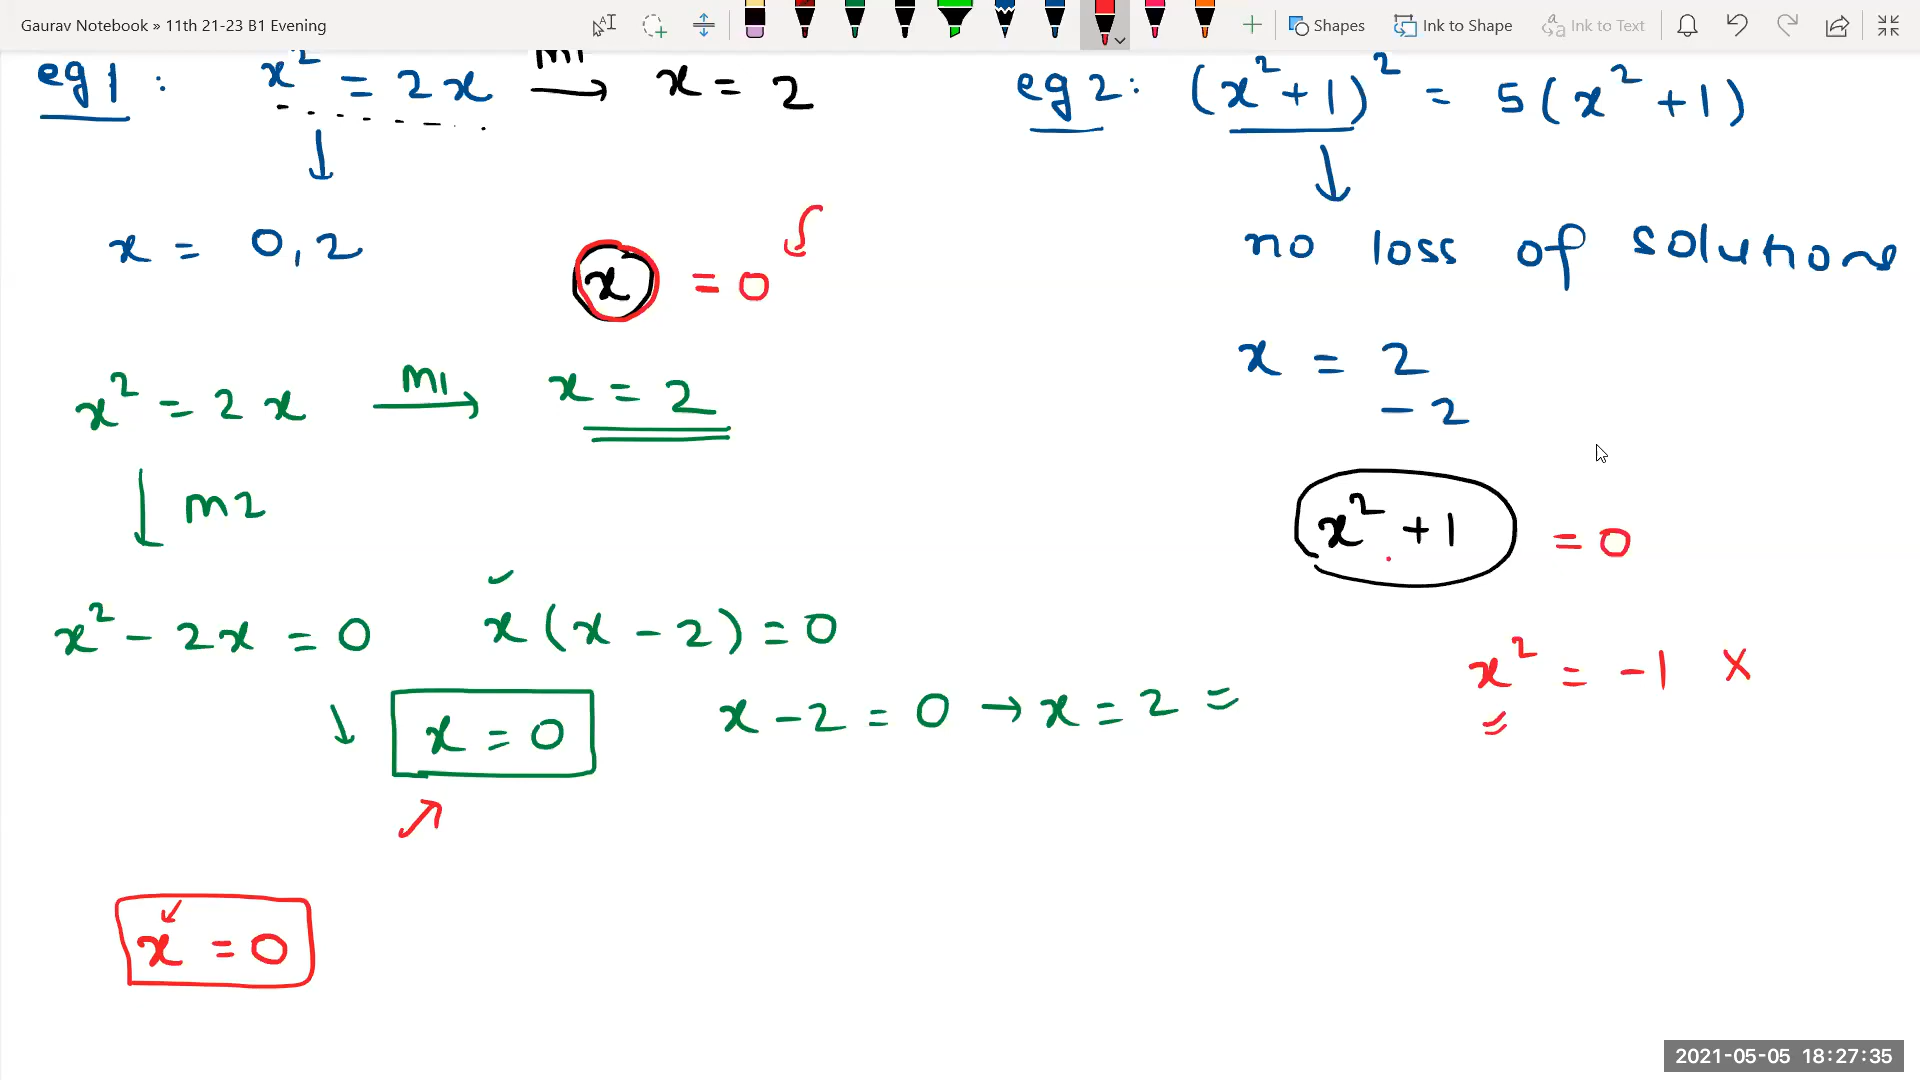 Gaurav Notebook » 11th 21-23 B1 Evening
Shapes
Ink to Shape
Ink to Text
eg 1 : x² = 2x M1 → x = 2
↓
x = 0, 2
x = 0
x² = 2x M1 → x = 2
↓ M2
x² - 2x = 0 x(x - 2) = 0
↓ x = 0 x - 2 = 0 → x = 2
x = 0
eg 2 : (x² + 1)² = 5(x² + 1)
↓
no loss of solutions
x = 2
- 2
x² + 1 = 0
x² = -1 ×
2021-05-05 18:27:35